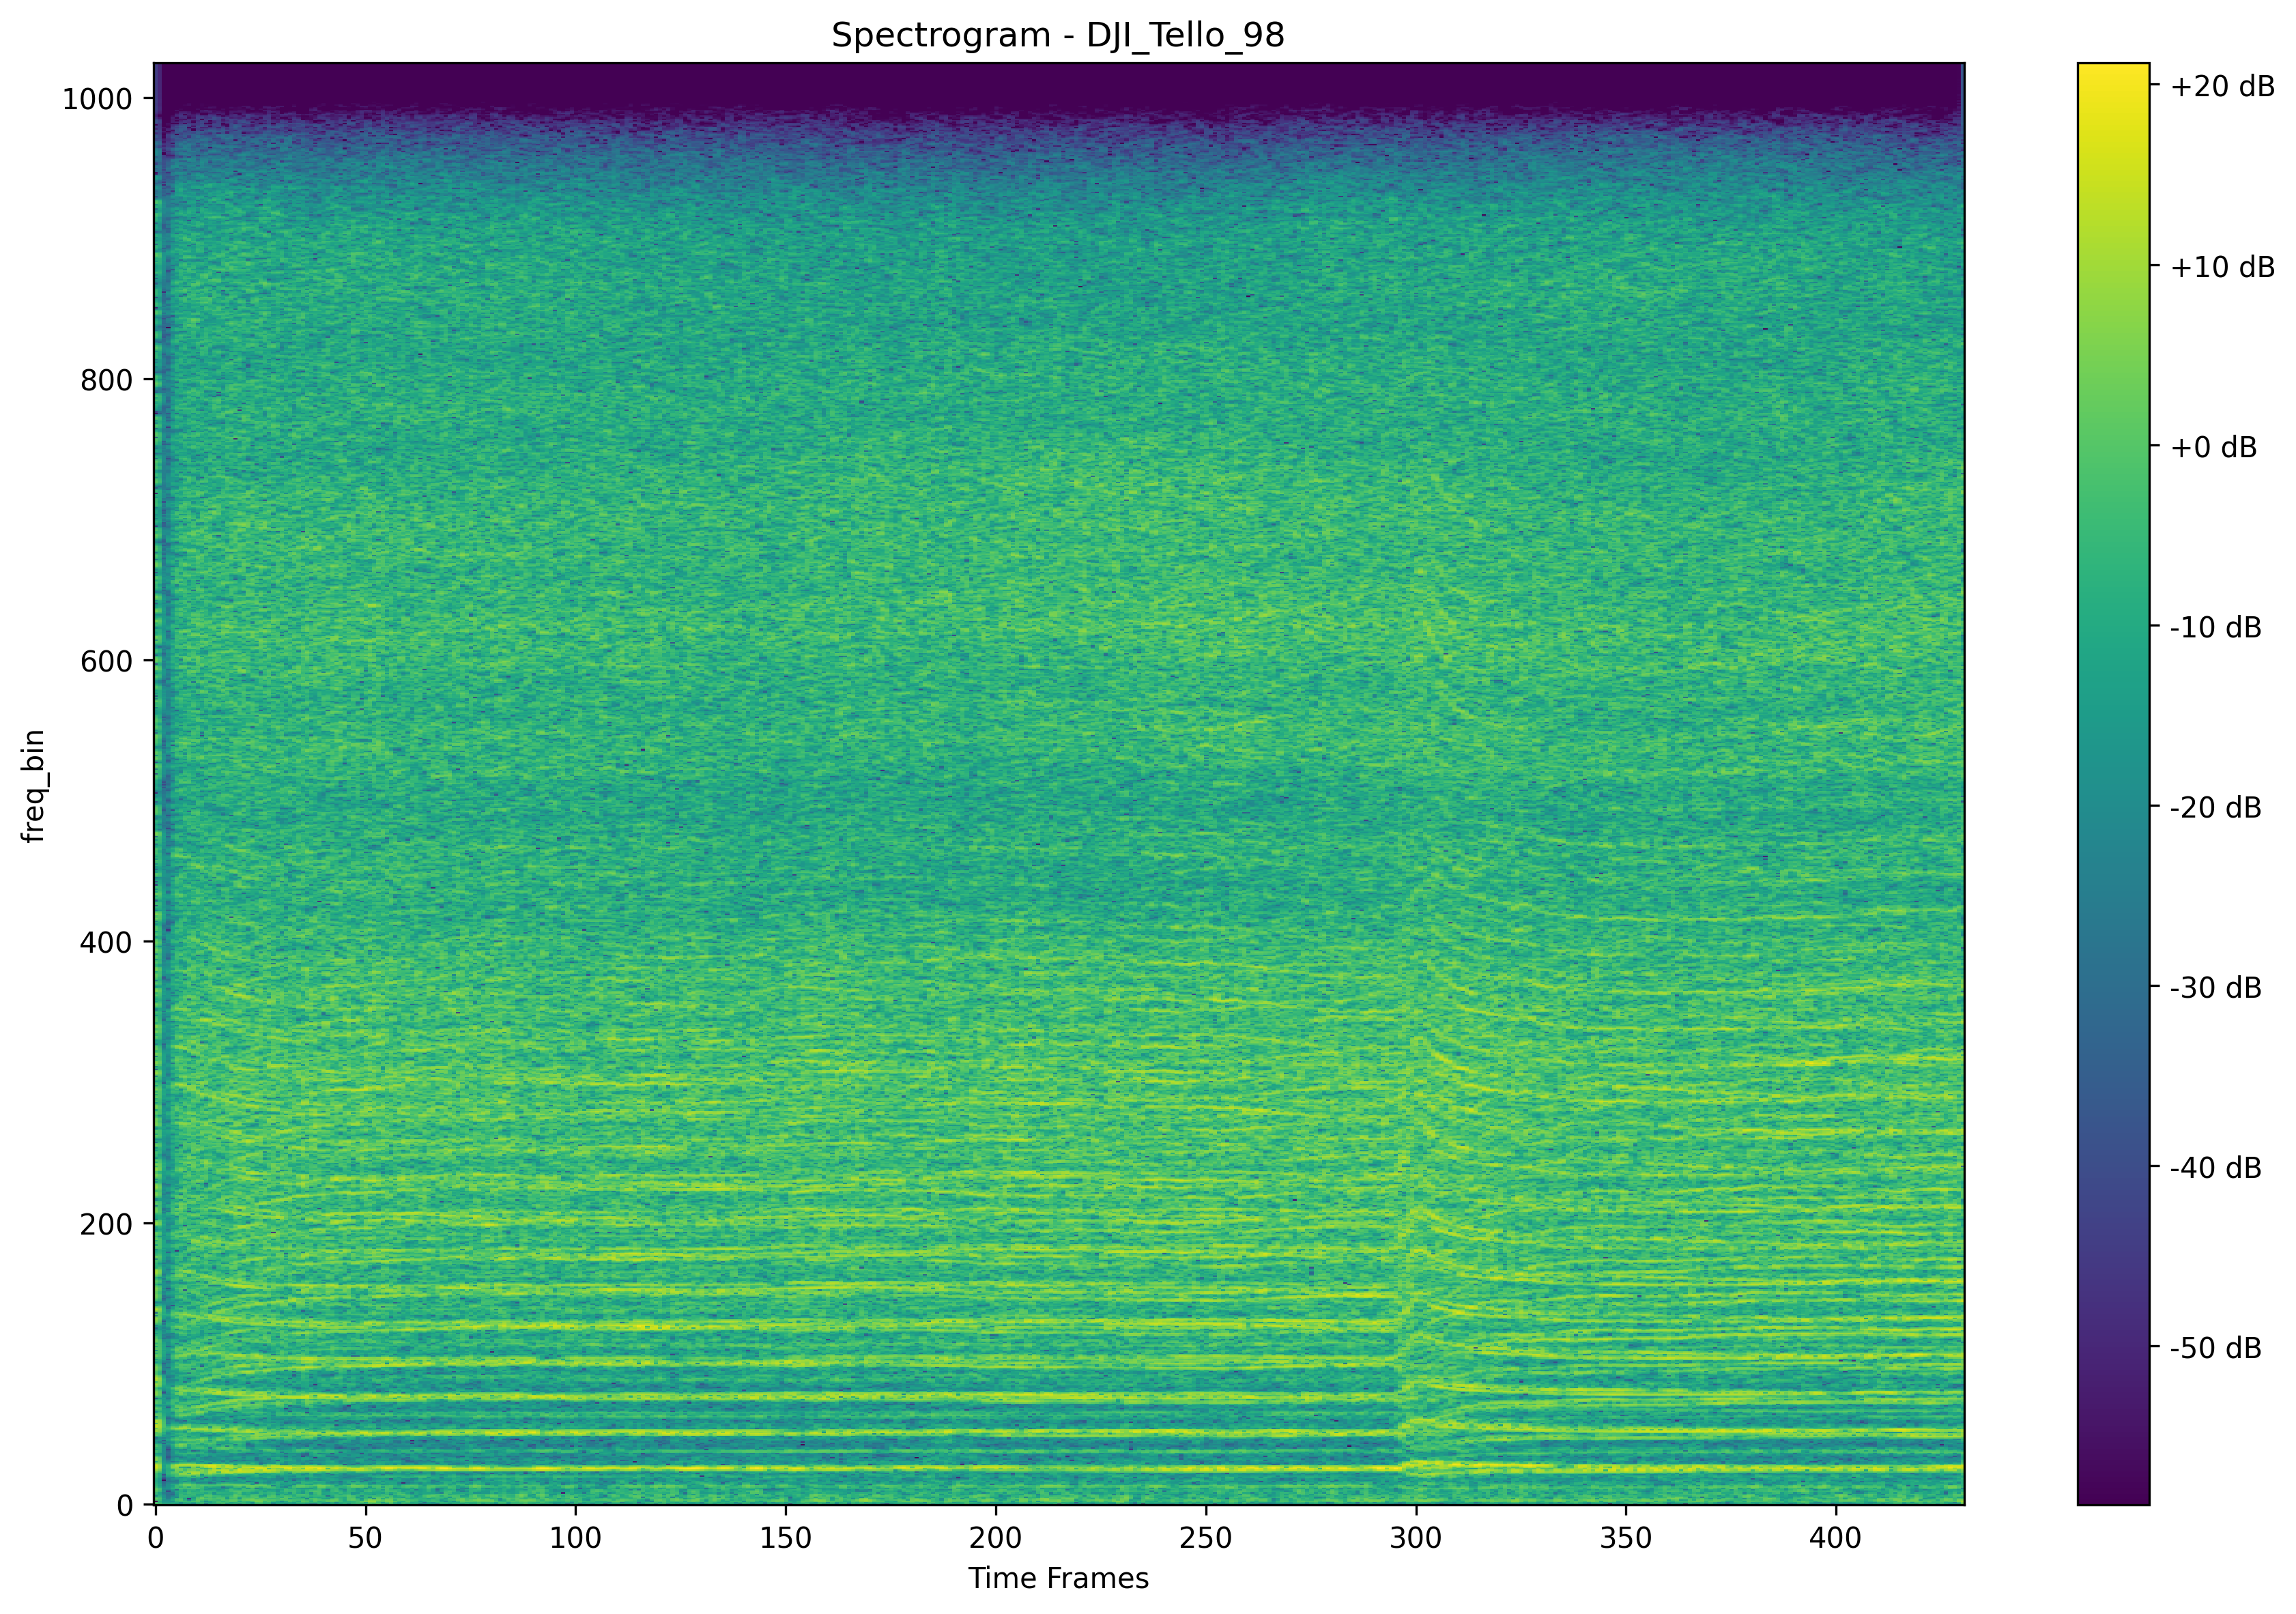 Spectrogram - DJI_Tello_98
1000
800
600
400
200
0
freq_bin
0 50 100 150 200 250 300 350 400
Time Frames
+20 dB
+10 dB
+0 dB
-10 dB
-20 dB
-30 dB
-40 dB
-50 dB